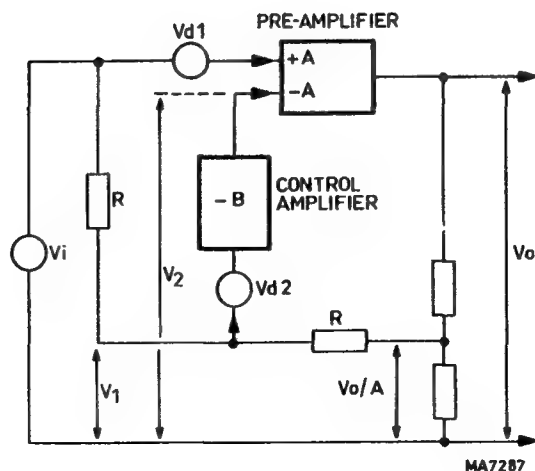 PRE-AMPLIFIER
Vd1
+A
-A
R
-B
CONTROL
AMPLIFIER
Vi
V2
Vd2
Vo
R
V1
Vo/A
MA7287